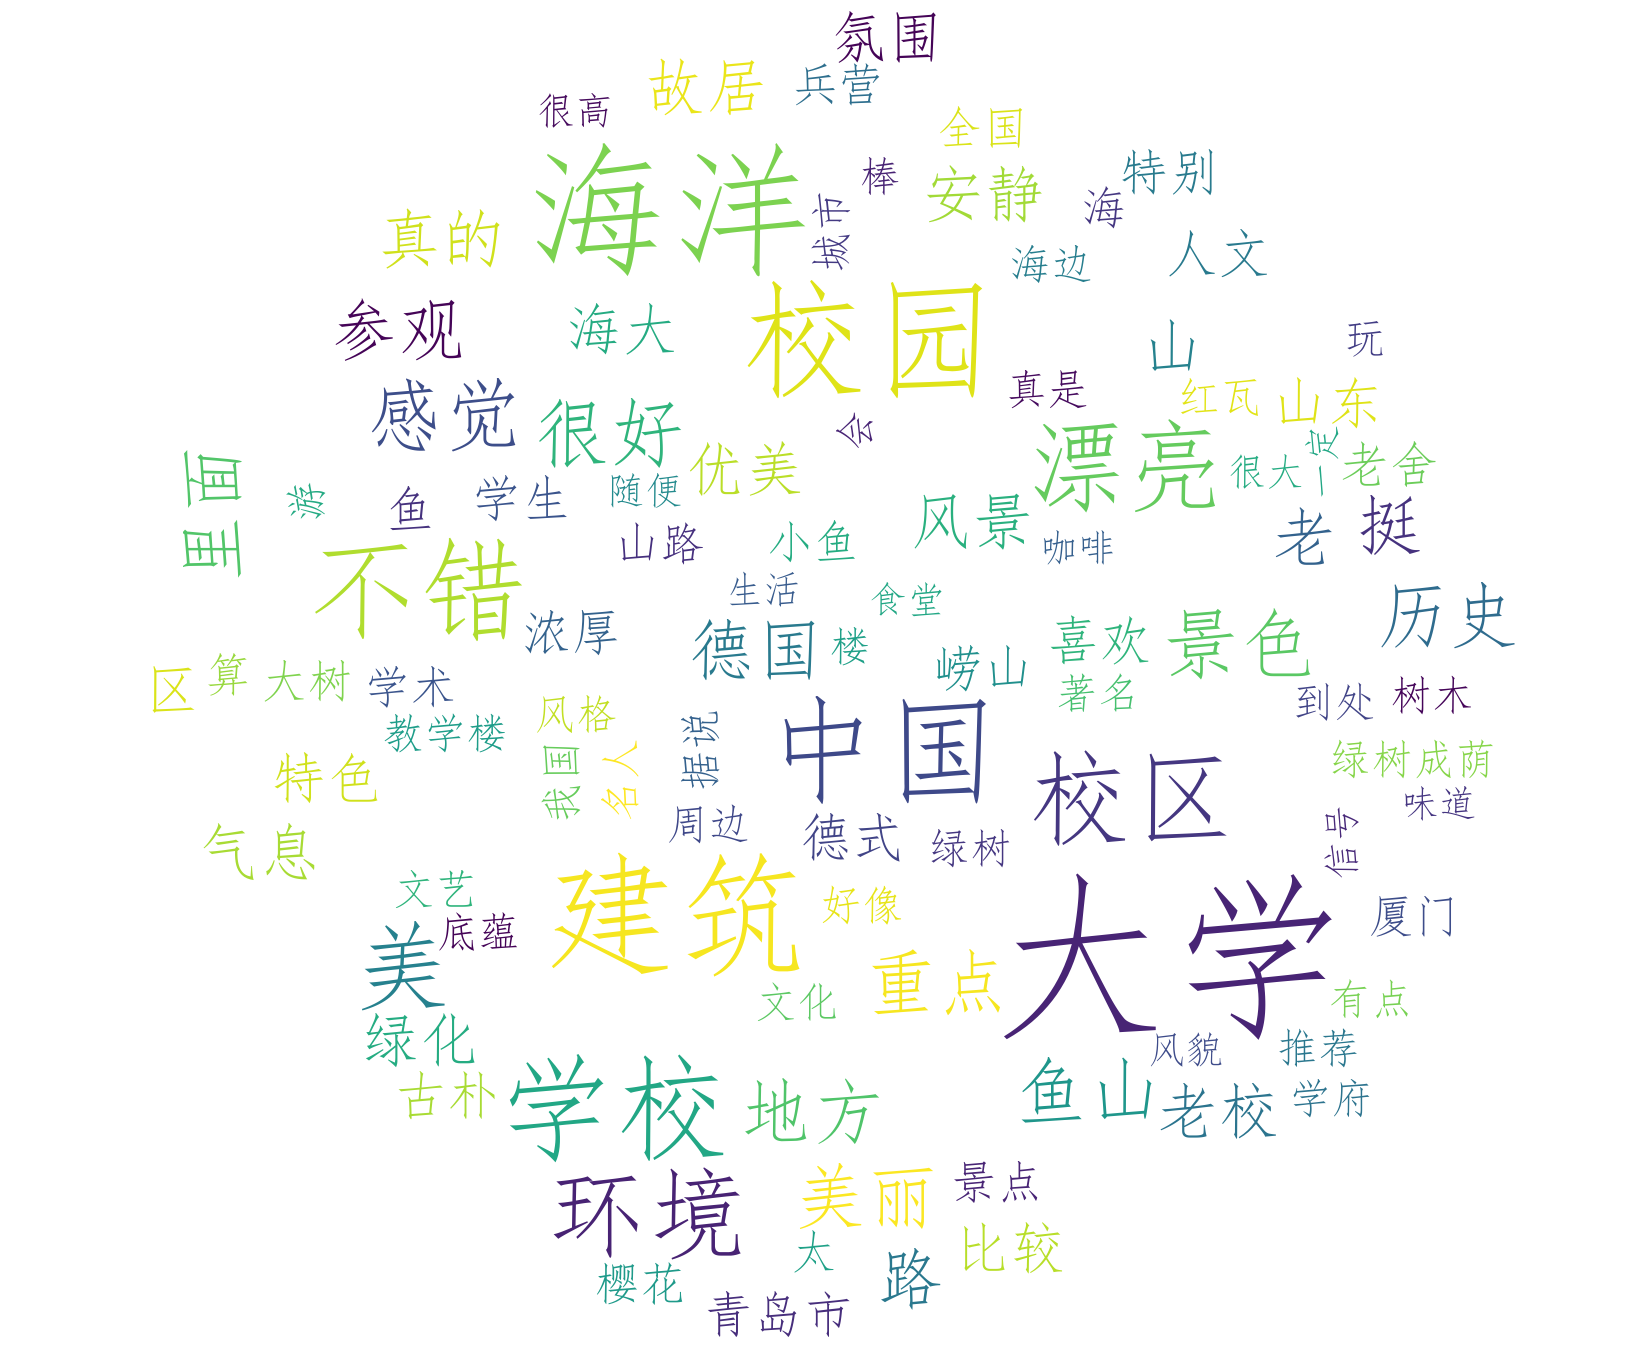 氛围
故居
兵营
很高
全国
海洋
棒
安静
特别
海
城市
真的
人文
海边
校园
参观
海大
山
玩
真是
红瓦
山东
感觉
很好
会
漂亮
优美
一定
很大
老舍
里面
游
鱼
学生
随便
风景
老
挺
山路
小鱼
咖啡
不错
生活
食堂
历史
浓厚
德国
楼
崂山
喜欢
景色
区
算
大树
学术
著名
到处
树木
教学楼
风格
据说
中国
我国
名人
特色
校区
绿树成荫
味道
气息
周边
德式
绿树
信号
建筑
大学
文艺
好像
底蕴
厦门
美
重点
文化
有点
绿化
风貌
推荐
古朴
学校
地方
鱼山
老校
学府
环境
美丽
景点
太
比较
樱花
路
青岛市